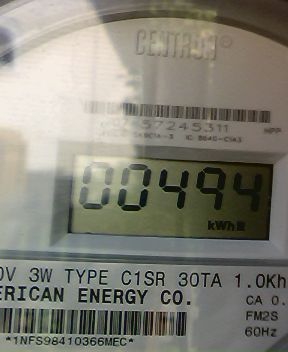 CENTRON®
57245311
HPP
00494
kWh
0V 3W TYPE C1SR 30TA 1.0Kh
ERICAN ENERGY CO. CA 0.
FM2S
60Hz
*1NFS98410366MEC*